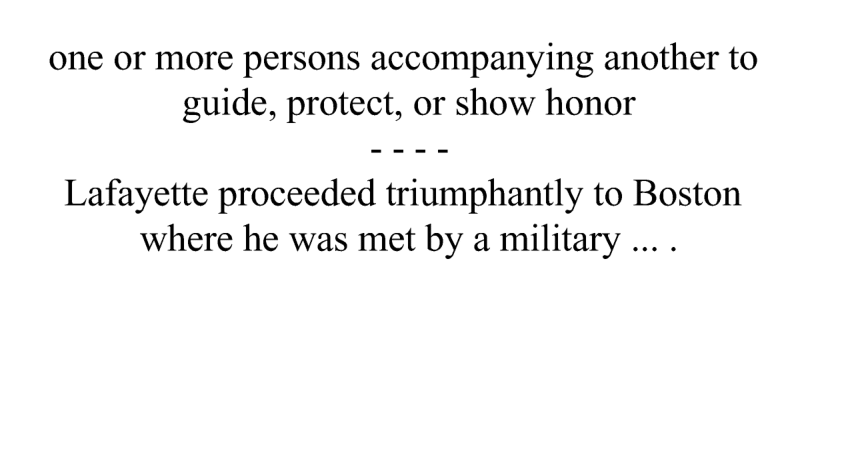 one or more persons accompanying another to
guide, protect, or show honor
- - - -
Lafayette proceeded triumphantly to Boston
where he was met by a military ... .